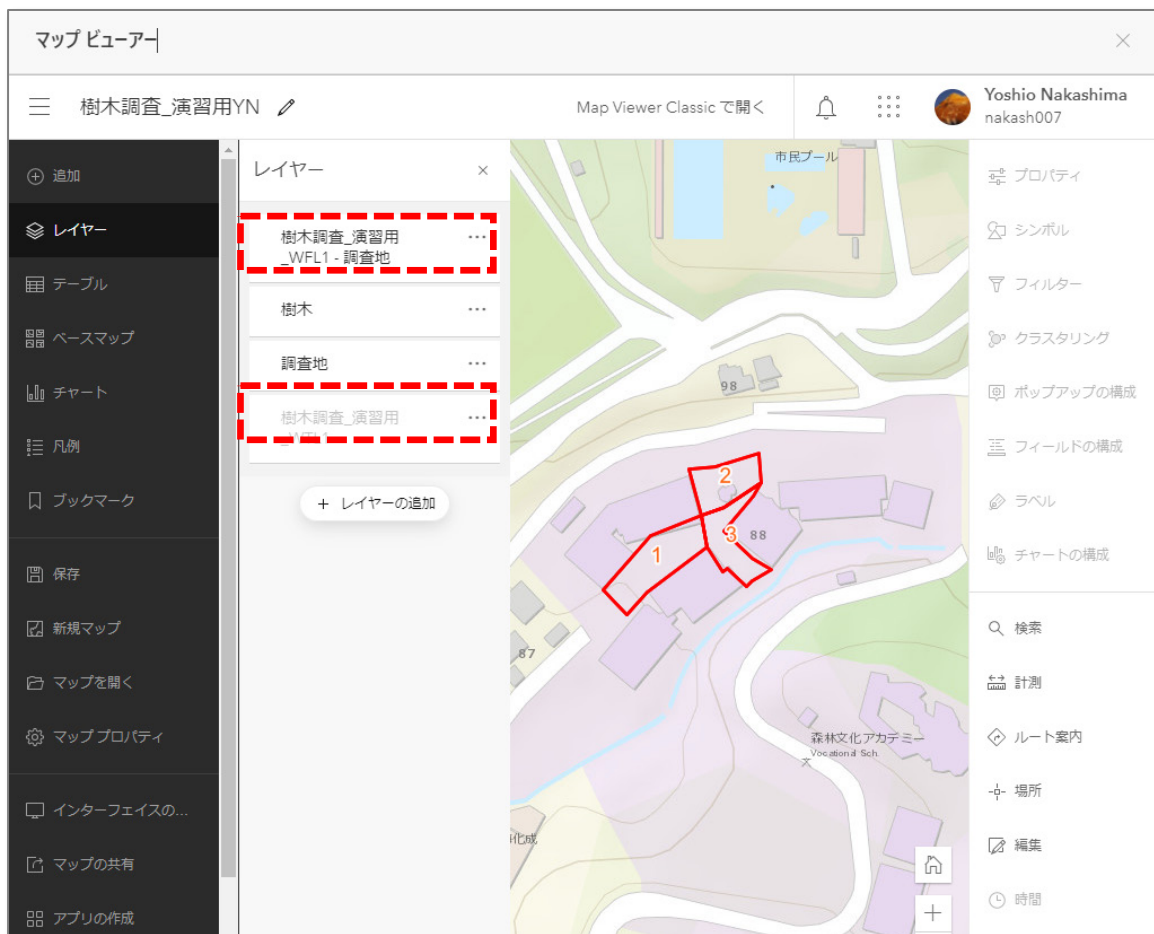 マップ ビューアー
樹木調査_演習用YN
Map Viewer Classic で開く
Yoshio Nakashima
nakash007
追加
レイヤー
テーブル
ベースマップ
チャート
凡例
ブックマーク
保存
新規マップ
マップを開く
マップ プロパティ
インターフェイスの...
マップの共有
アプリの作成
レイヤー
樹木調査_演習用
_WFL1 - 調査地
樹木
調査地
樹木調査_演習用
_WTL1
+ レイヤーの追加
市民プール
98
2
3
88
1
87
森林文化アカデミー
Vocational Sch.
化成
プロパティ
シンボル
フィルター
クラスタリング
ポップアップの構成
フィールドの構成
ラベル
チャートの構成
検索
計測
ルート案内
場所
編集
時間